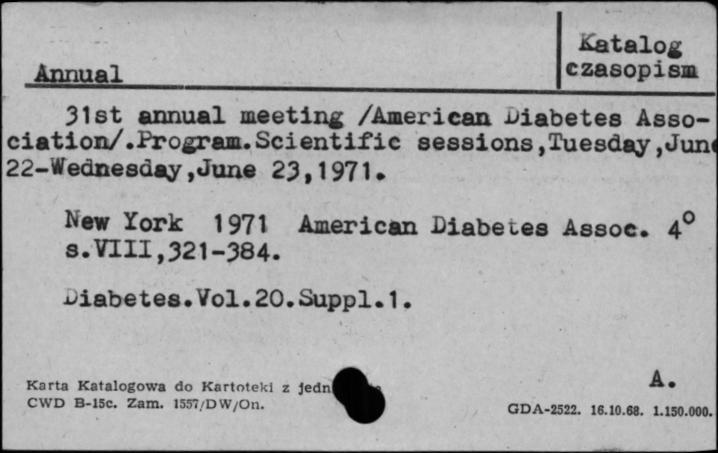 Katalog
czasopism
Annual
31st annual meeting /American Diabetes Asso-
ciation/.Program.Scientific sessions,Tuesday,June
22-Wednesday,June 23,1971.
New York 1971 American Diabetes Assoc. 4°
s.VIII,321-384.
Diabetes.Vol.20.Suppl.1.
A.
Karta Katalogowa do Kartoteki z
CWD B-15c. Zam. 1557/DW/On.
GDA-2522. 16.10.68. 1.150.000.